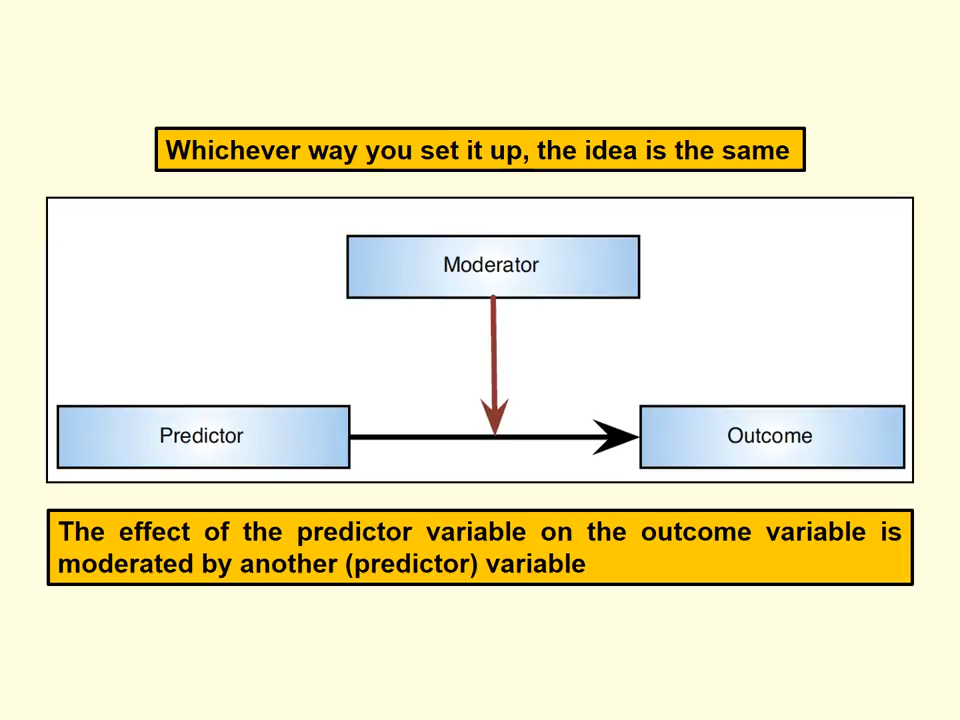 Whichever way you set it up, the idea is the same
Moderator
Predictor
Outcome
The effect of the predictor variable on the outcome variable is
moderated by another (predictor) variable